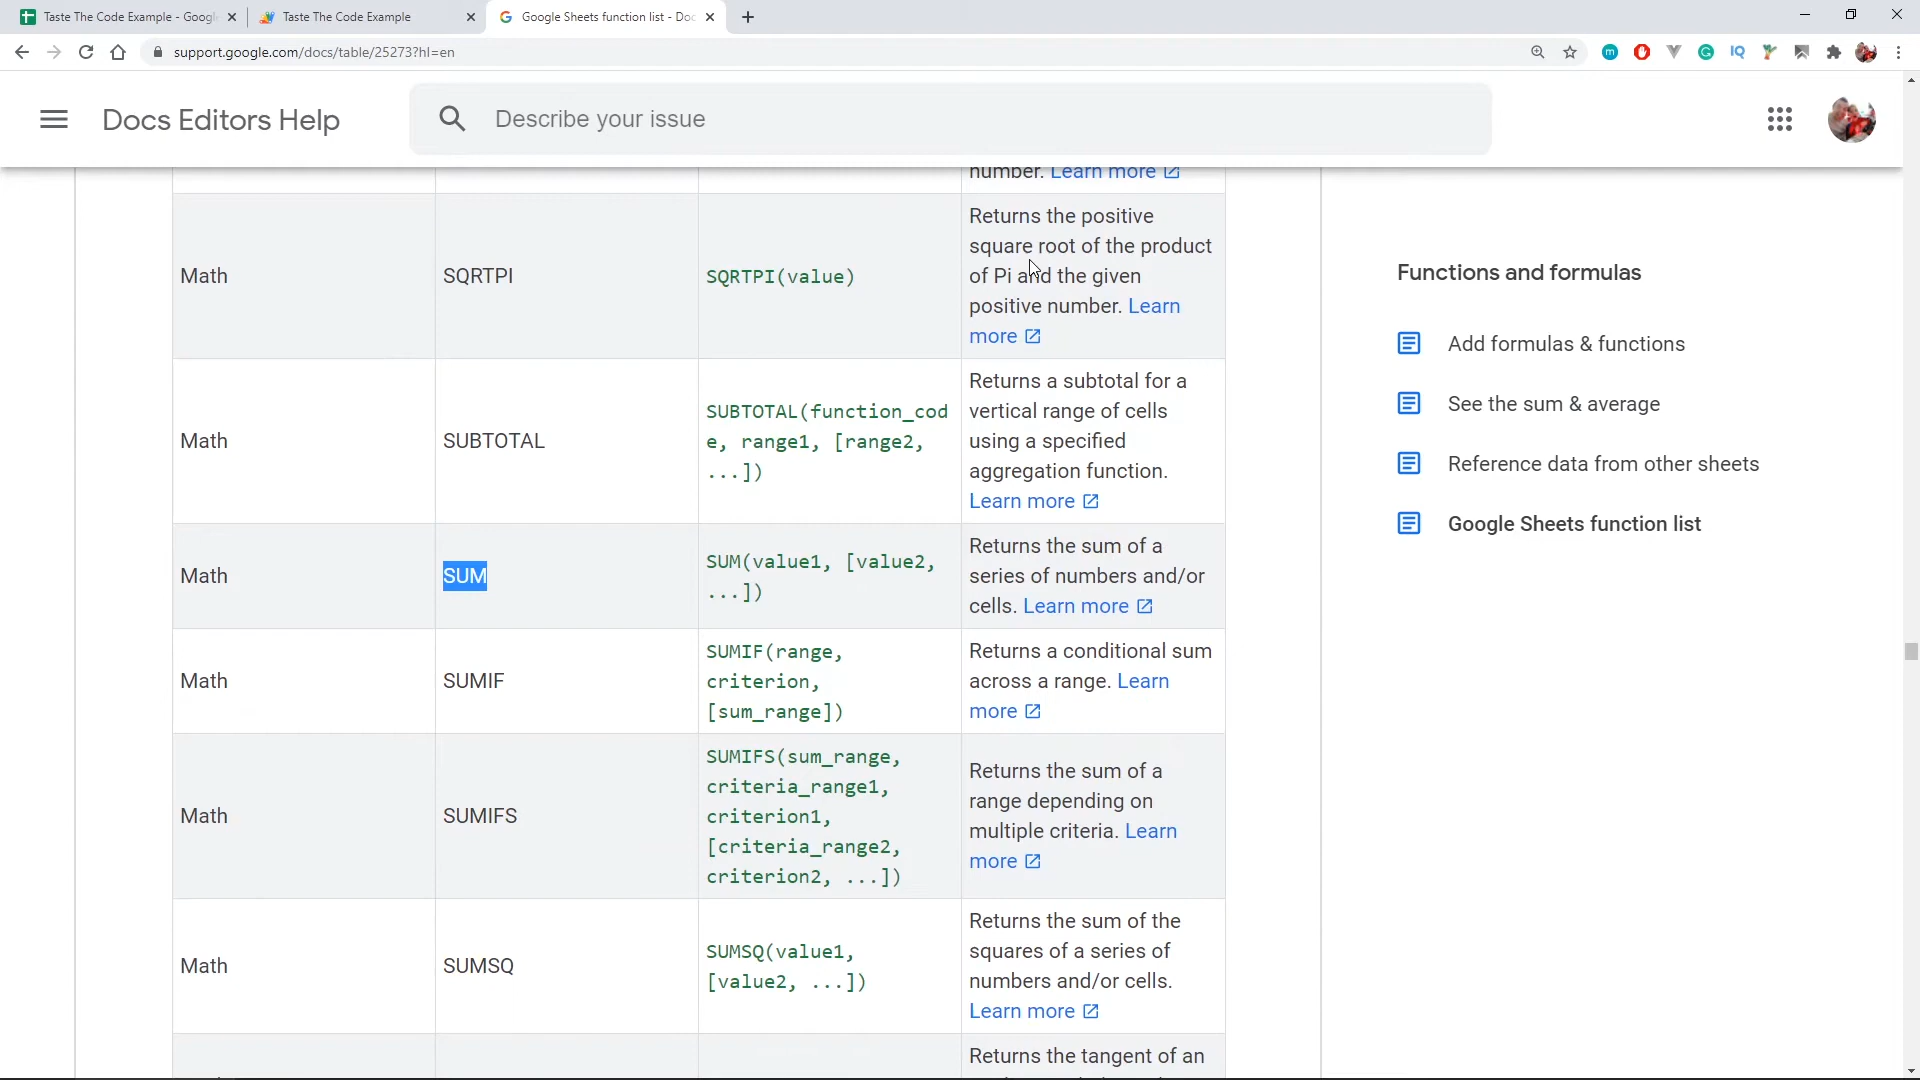 Taste The Code Example - Googl
Taste The Code Example
Google Sheets function list - Doc
support.google.com/docs/table/25273?hl=en
Docs Editors Help
Describe your issue
number. Learn more
Math
SQRTPI
SQRTPI(value)
Returns the positive
square root of the product
of Pi and the given
positive number. Learn
more
Math
SUBTOTAL
SUBTOTAL(function_cod
e, range1, [range2,
...])
Returns a subtotal for a
vertical range of cells
using a specified
aggregation function.
Learn more
Math
SUM
SUM(value1, [value2,
...])
Returns the sum of a
series of numbers and/or
cells. Learn more
Math
SUMIF
SUMIF(range,
criterion,
[sum_range])
Returns a conditional sum
across a range. Learn
more
Math
SUMIFS
SUMIFS(sum_range,
criteria_range1,
criterion1,
[criteria_range2,
criterion2, ...])
Returns the sum of a
range depending on
multiple criteria. Learn
more
Math
SUMSQ
SUMSQ(value1,
[value2, ...])
Returns the sum of the
squares of a series of
numbers and/or cells.
Learn more
Returns the tangent of an
Functions and formulas
Add formulas & functions
See the sum & average
Reference data from other sheets
Google Sheets function list